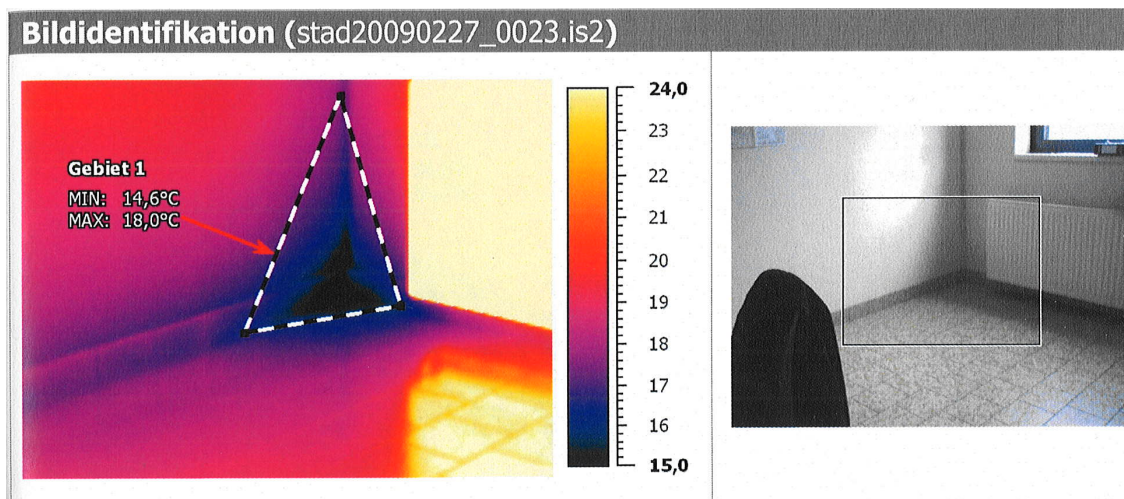 Bildidentifikation (stad20090227_0023.is2)
Gebiet 1
MIN: 14,6°C
MAX: 18,0°C
24,0
23
22
21
20
19
18
17
16
15,0